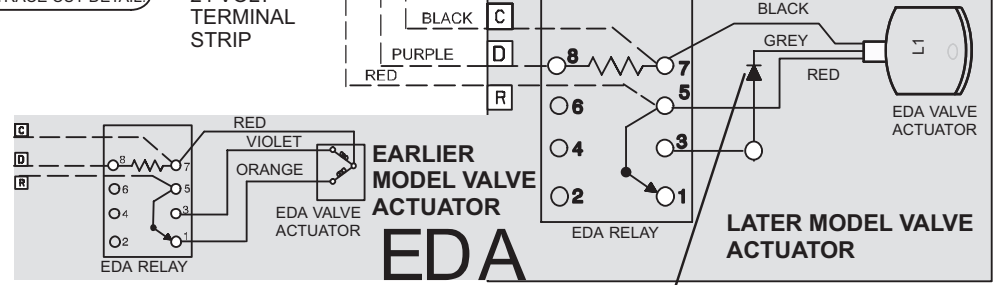 TRACE OUT DETAIL.
24 VOLT
TERMINAL
STRIP
BLACK
C
PURPLE
D
RED
R
8
7
6
5
4
3
2
1
EDA RELAY
BLACK
GREY
RED
L1
EDA VALVE
ACTUATOR
LATER MODEL VALVE
ACTUATOR
C
D
R
8
7
6
5
4
3
2
1
EDA RELAY
RED
VIOLET
ORANGE
EDA VALVE
ACTUATOR
EARLIER
MODEL VALVE
ACTUATOR
EDA